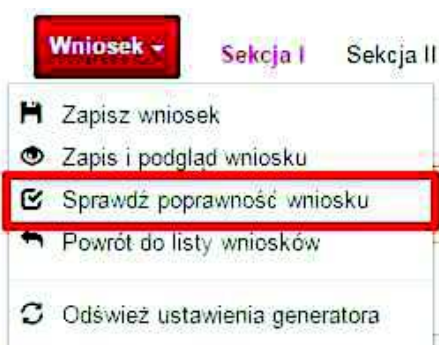 Wniosek Sekcja I Sekcja II
Zapisz wniosek
Zapis i podgląd wniosku
Sprawdź poprawność wniosku
Powrót do listy wniosków
Odśwież ustawienia generatora